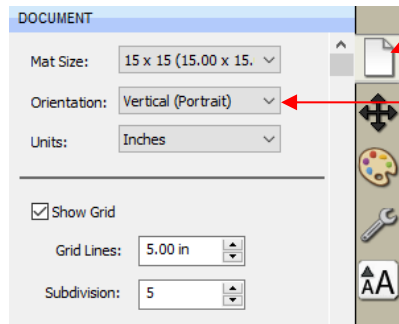 DOCUMENT
Mat Size: 15 x 15 (15.00 x 15.
Orientation: Vertical (Portrait)
Units: Inches
Show Grid
Grid Lines: 5.00 in
Subdivision: 5
AA